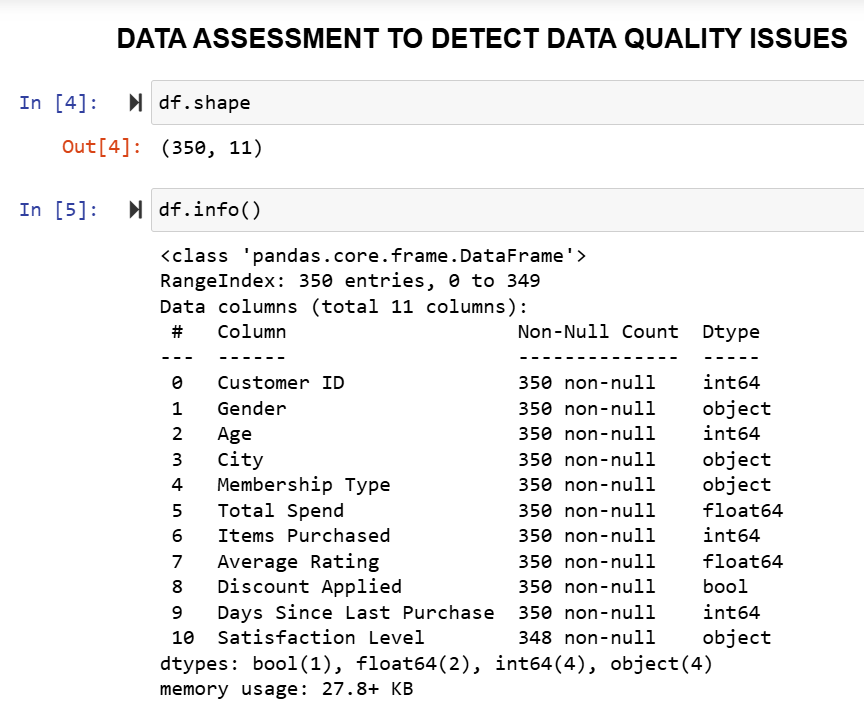 DATA ASSESSMENT TO DETECT DATA QUALITY ISSUES
In [4]: df.shape
Out[4]: (350, 11)
In [5]: df.info()
<class 'pandas.core.frame.DataFrame'>
RangeIndex: 350 entries, 0 to 349
Data columns (total 11 columns):
 #   Column                    Non-Null Count  Dtype
---  ------                    --------------  -----
 0   Customer ID               350 non-null    int64
 1   Gender                    350 non-null    object
 2   Age                       350 non-null    int64
 3   City                      350 non-null    object
 4   Membership Type           350 non-null    object
 5   Total Spend               350 non-null    float64
 6   Items Purchased           350 non-null    int64
 7   Average Rating            350 non-null    float64
 8   Discount Applied          350 non-null    bool
 9   Days Since Last Purchase  350 non-null    int64
 10  Satisfaction Level        348 non-null    object
dtypes: bool(1), float64(2), int64(4), object(4)
memory usage: 27.8+ KB